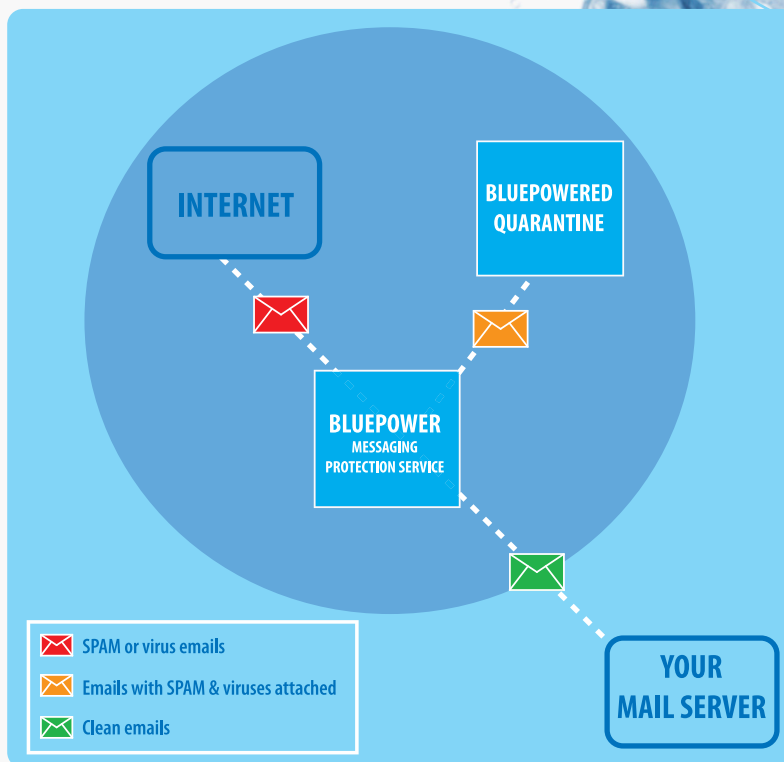 INTERNET
BLUEPOWERED
QUARANTINE
BLUEPOWER
MESSAGING
PROTECTION SERVICE
SPAM or virus emails
Emails with SPAM & viruses attached
Clean emails
YOUR
MAIL SERVER